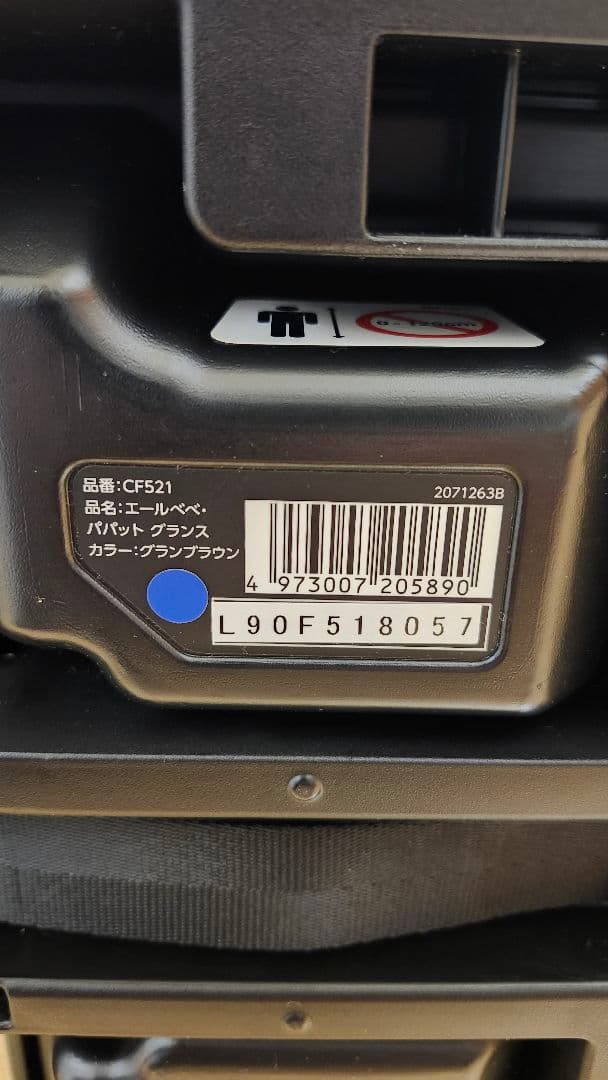 品番:CF521
2071263B
品名:エールベベ・
パパット グランス
カラー:グランブラウン
4 973007 205890
L90F518057